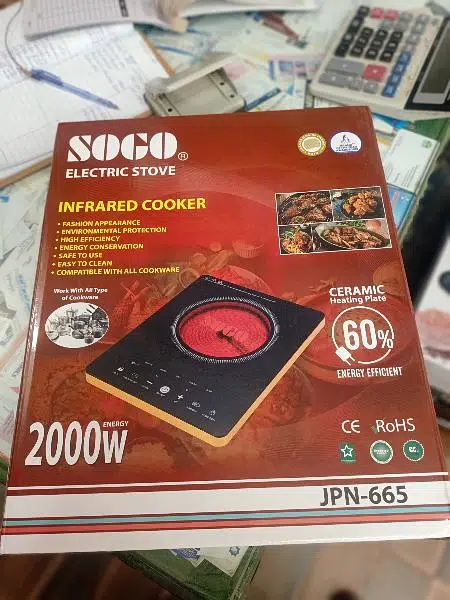 SOGO®
ELECTRIC STOVE
INFRARED COOKER
• FASHION APPEARANCE
• ENVIRONMENTAL PROTECTION
• HIGH EFFICIENCY
• ENERGY CONSERVATION
• SAFE TO USE
• EASY TO CLEAN
• COMPATIBLE WITH ALL COOKWARE
Work With All Type
of Cookware
CERAMIC
Heating Plate
60%
ENERGY EFFICIENT
ENERGY
2000W
CE RoHS
JPN-665